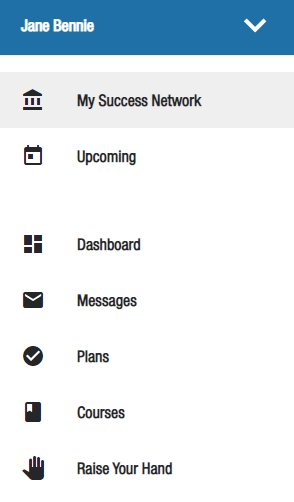 Jane Bennie
My Success Network
Upcoming
Dashboard
Messages
Plans
Courses
Raise Your Hand